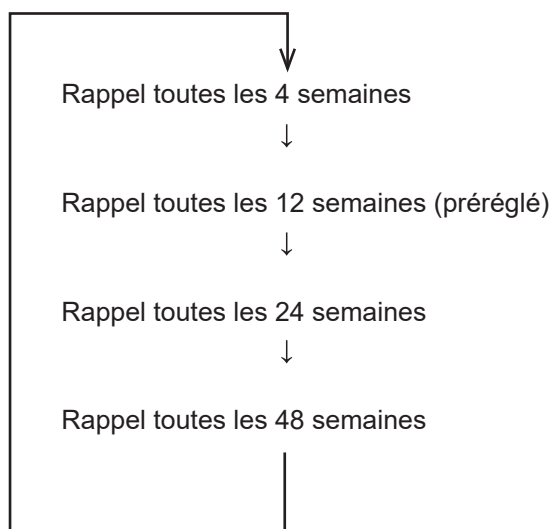 Rappel toutes les 4 semaines
↓
Rappel toutes les 12 semaines (préréglé)
↓
Rappel toutes les 24 semaines
↓
Rappel toutes les 48 semaines